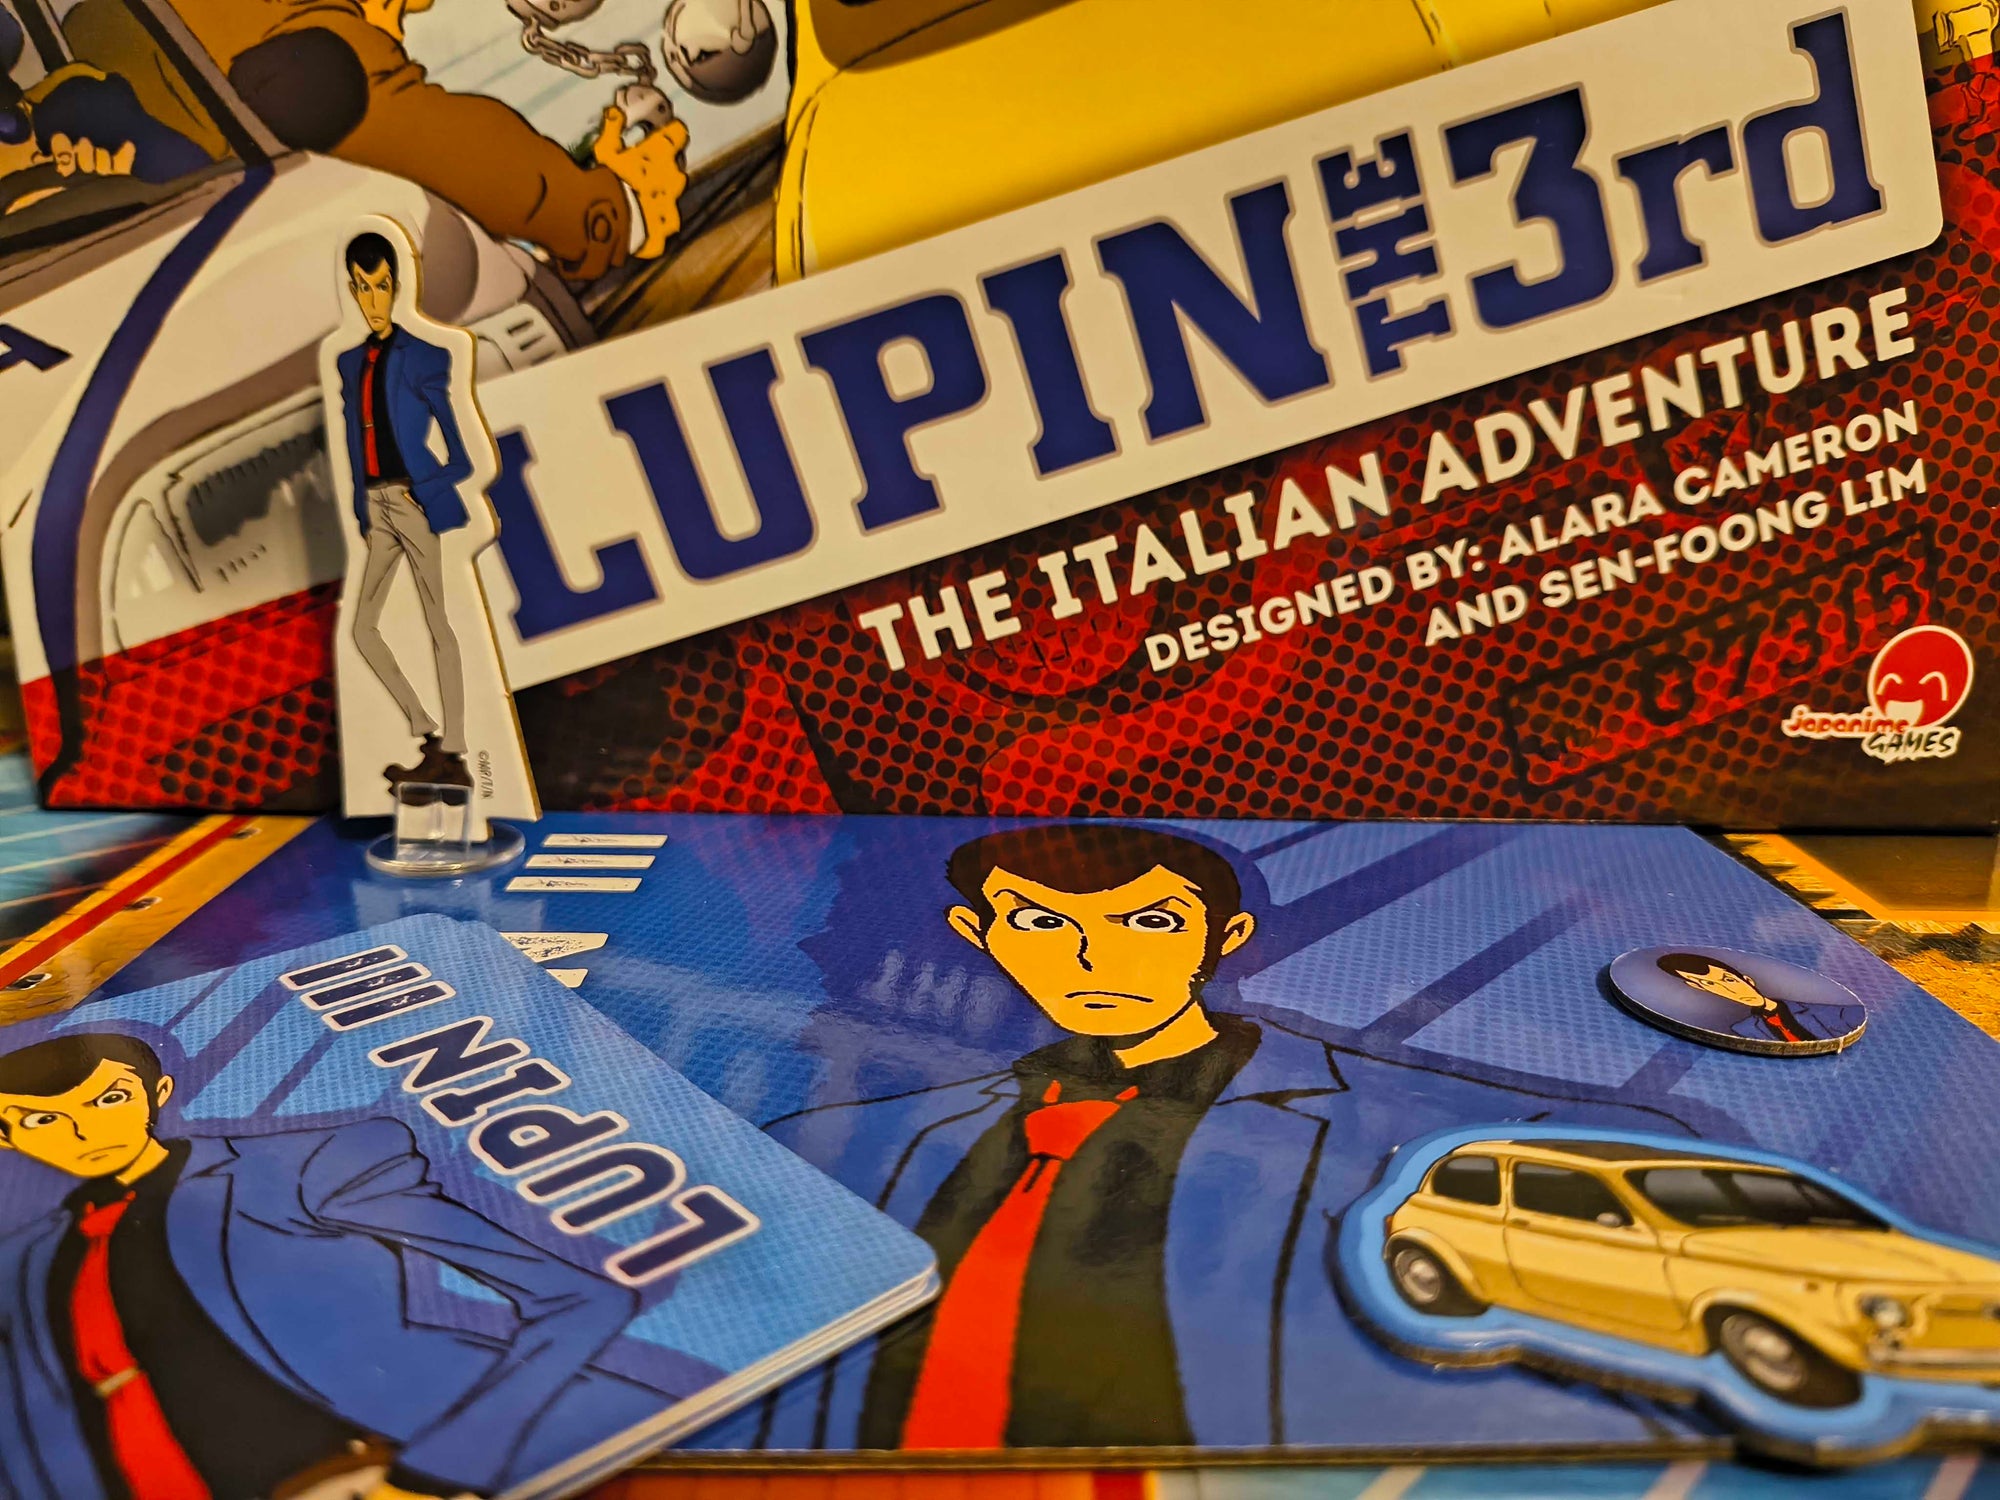 LUPIN THE 3rd
THE ITALIAN ADVENTURE
DESIGNED BY: ALARA CAMERON
AND SEN-FOONG LIM
japanime
GAMES
LUPIN III